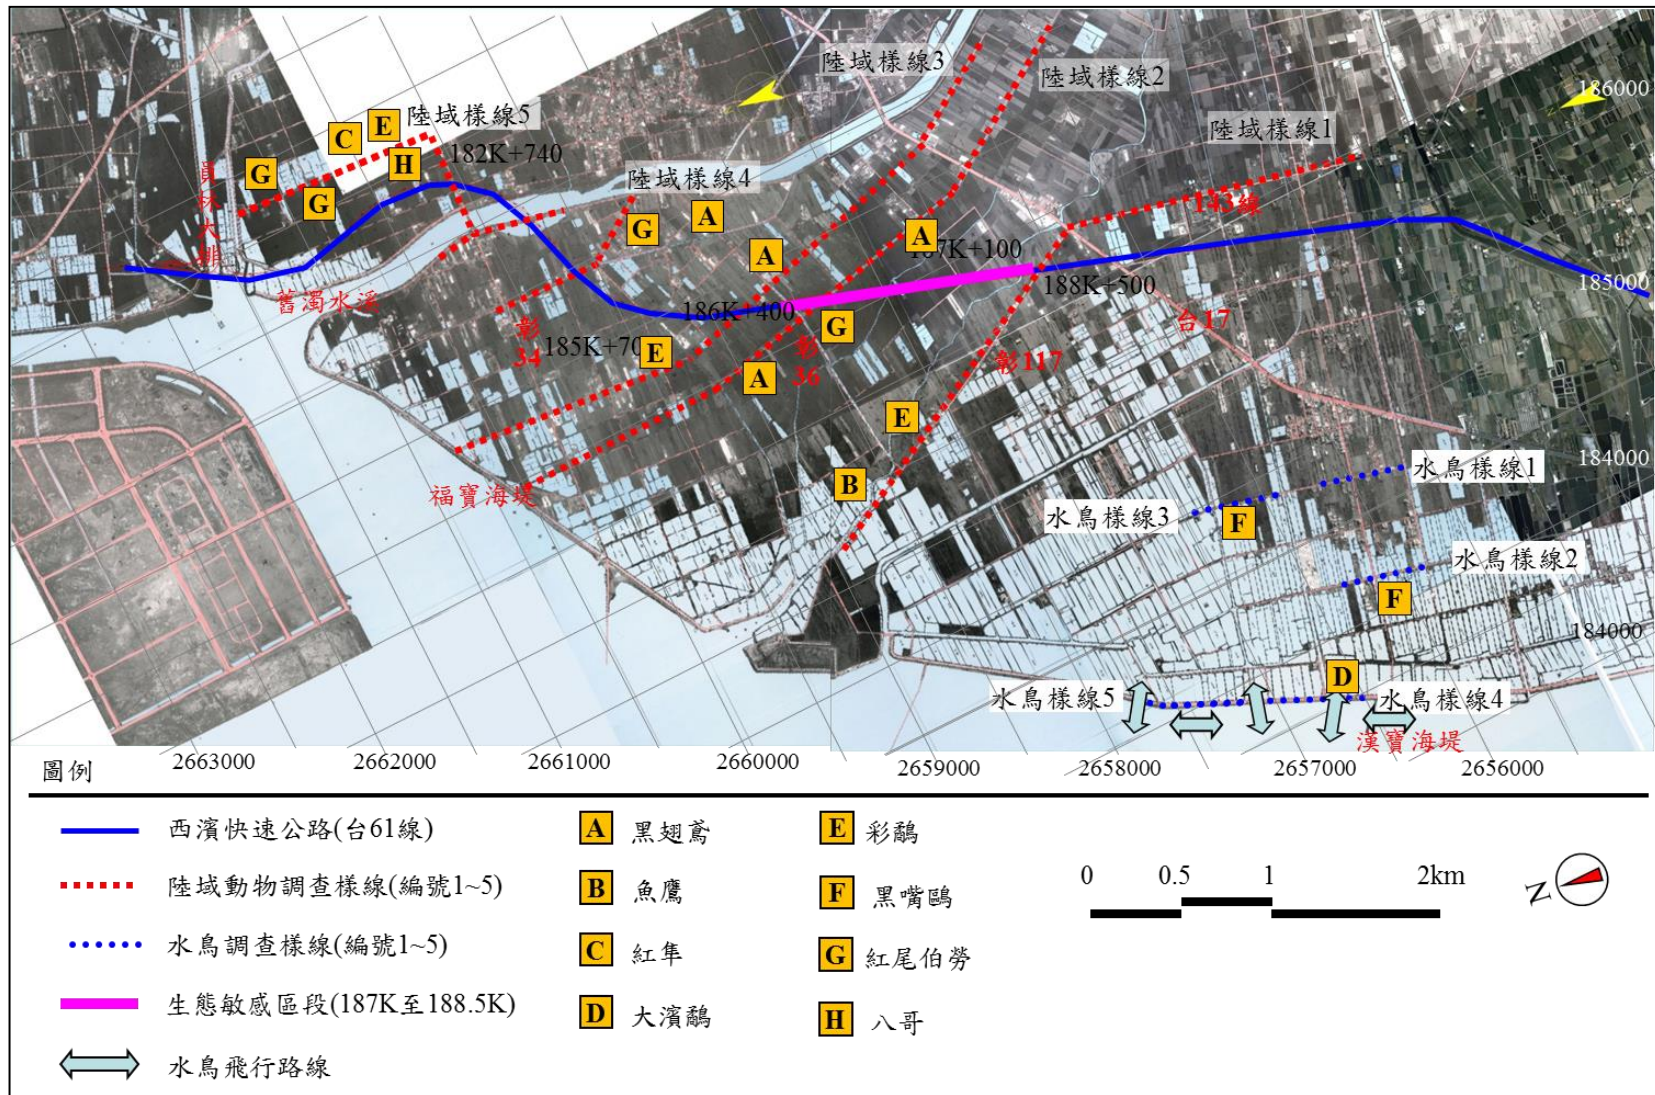 陸域樣線3
陸域樣線2
186000
陸域樣線5
陸域樣線1
C
E
H
G
G
182K+740
員林大排
陸域樣線4
143線
A
G
A
A
187K+100
188K+500
185000
舊濁水溪
186K+400
G
台17
彰
34
185K+70
E
彰
36
彰117
A
E
184000
水鳥樣線1
福寶海堤
B
水鳥樣線3
F
水鳥樣線2
F
184000
D
水鳥樣線5
水鳥樣線4
漢寶海堤
圖例
2663000
2662000
2661000
2660000
2659000
2658000
2657000
2656000
西濱快速公路(台61線)
陸域動物調查樣線(編號1~5)
水鳥調查樣線(編號1~5)
生態敏感區段(187K至188.5K)
水鳥飛行路線
A 黑翅鳶
B 魚鷹
C 紅隼
D 大濱鷸
E 彩鷸
F 黑嘴鷗
G 紅尾伯勞
H 八哥
0 0.5 1 2km
N